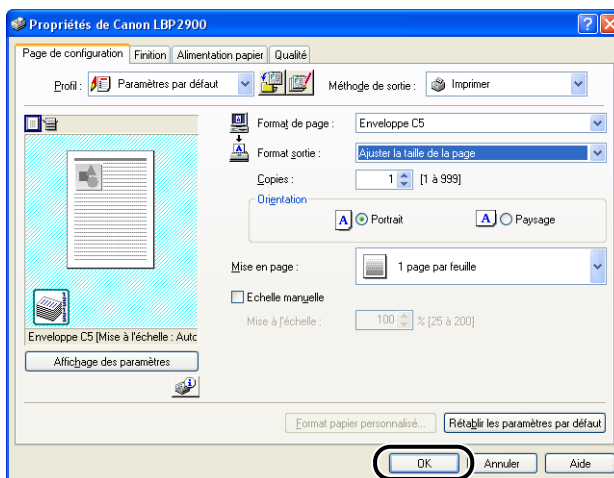 Propriétés de Canon LBP2900
Page de configuration Finition Alimentation papier Qualité
Profil : Paramètres par défaut Méthode de sortie : Imprimer
Format de page : Enveloppe C5
Format sortie : Ajuster la taille de la page
Copies : 1 [1 à 999]
Orientation
A Portrait A Paysage
Mise en page : 1 page par feuille
Echelle manuelle
Mise à l'échelle : 100 % [25 à 200]
Enveloppe C5 [Mise à l'échelle : Autc
Affichage des paramètres
Format papier personnalisé... Rétablir les paramètres par défaut
OK Annuler Aide